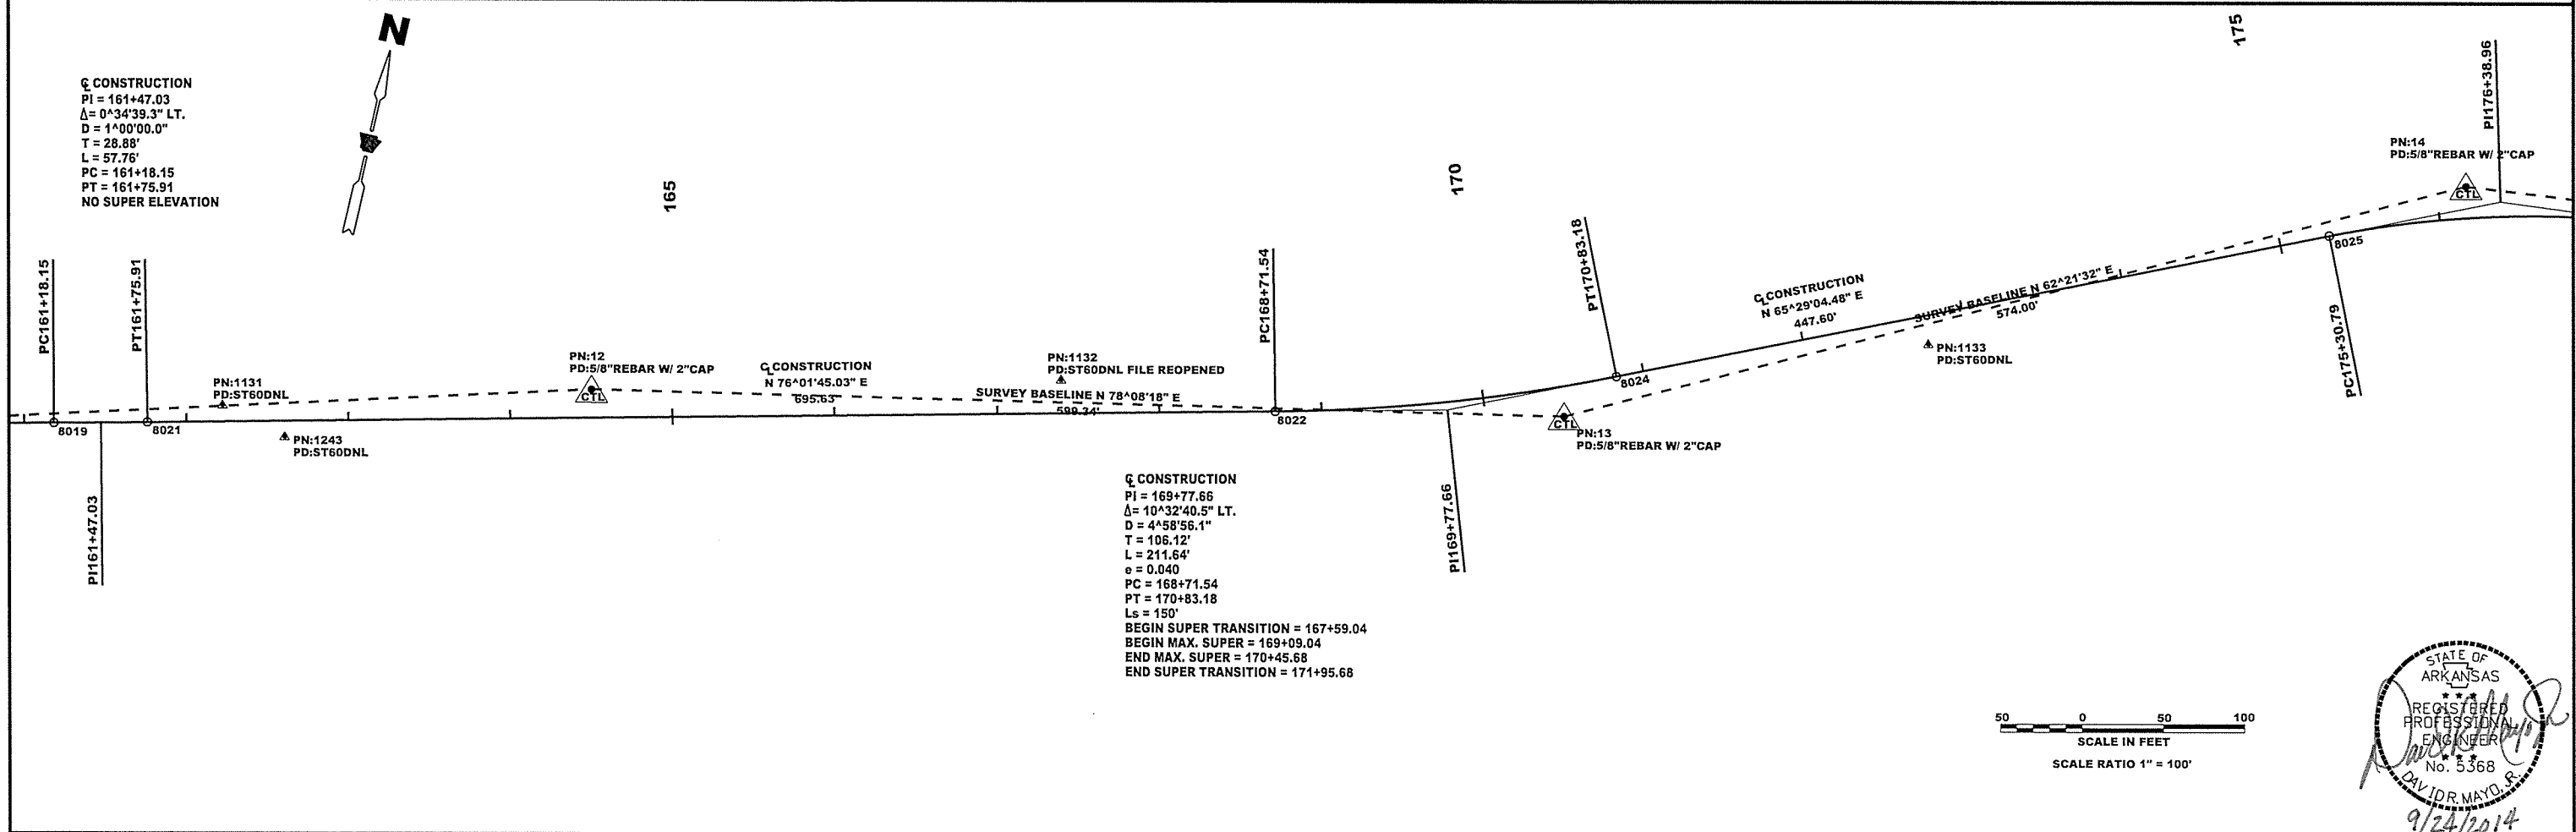 N
℄ CONSTRUCTION
PI = 161+47.03
Δ= 0^34'39.3" LT.
D = 1^00'00.0"
T = 28.88'
L = 57.76'
PC = 161+18.15
PT = 161+75.91
NO SUPER ELEVATION
165
170
175
PC161+18.15
PT161+75.91
PI161+47.03
8019
8021
PN:1131
PD:ST60DNL
PN:1243
PD:ST60DNL
PN:12
PD:5/8"REBAR W/ 2"CAP
CTL
℄ CONSTRUCTION
N 76^01'45.03" E
695.63'
PN:1132
PD:ST60DNL FILE REOPENED
SURVEY BASELINE N 78^08'18" E
599.34'
PC168+71.54
8022
PI169+77.66
PN:13
PD:5/8"REBAR W/ 2"CAP
CTL
PT170+83.18
8024
℄ CONSTRUCTION
N 65^29'04.48" E
447.60'
SURVEY BASELINE N 62^21'32" E
574.00'
PN:1133
PD:ST60DNL
PC175+30.79
8025
PI176+38.96
PN:14
PD:5/8"REBAR W/ 2"CAP
CTL
℄ CONSTRUCTION
PI = 169+77.66
Δ= 10^32'40.5" LT.
D = 4^58'56.1"
T = 106.12'
L = 211.64'
e = 0.040
PC = 168+71.54
PT = 170+83.18
Ls = 150'
BEGIN SUPER TRANSITION = 167+59.04
BEGIN MAX. SUPER = 169+09.04
END MAX. SUPER = 170+45.68
END SUPER TRANSITION = 171+95.68
50 0 50 100
SCALE IN FEET
SCALE RATIO 1" = 100'
STATE OF
ARKANSAS
REGISTERED
PROFESSIONAL
ENGINEER
No. 5368
DAVID R. MAYO, JR.
David R Mayo Jr
9/24/2014